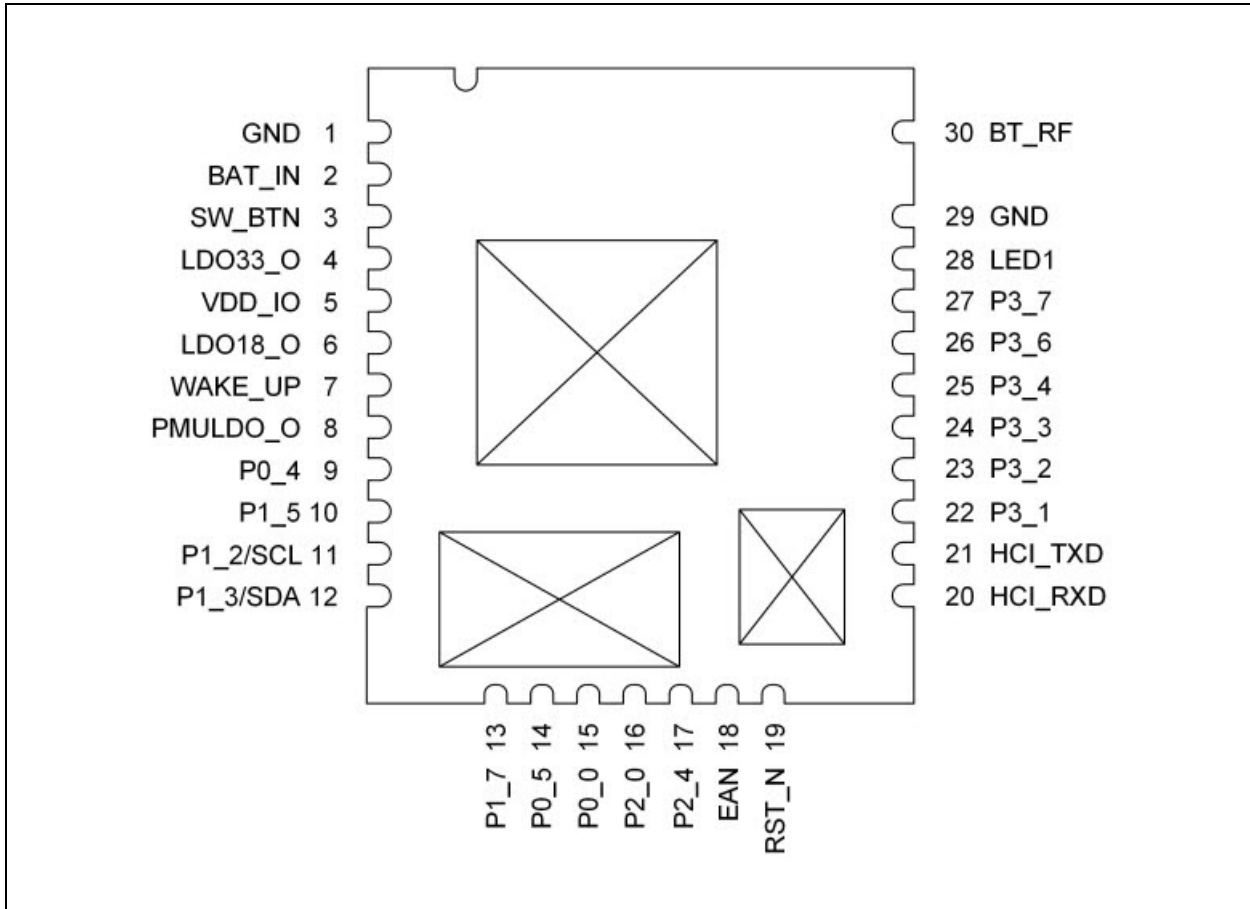 GND 1
BAT_IN 2
SW_BTN 3
LDO33_O 4
VDD_IO 5
LDO18_O 6
WAKE_UP 7
PMULDO_O 8
P0_4 9
P1_5 10
P1_2/SCL 11
P1_3/SDA 12
P1_7 13
P0_5 14
P0_0 15
P2_0 16
P2_4 17
EAN 18
RST_N 19
30 BT_RF
29 GND
28 LED1
27 P3_7
26 P3_6
25 P3_4
24 P3_3
23 P3_2
22 P3_1
21 HCI_TXD
20 HCI_RXD